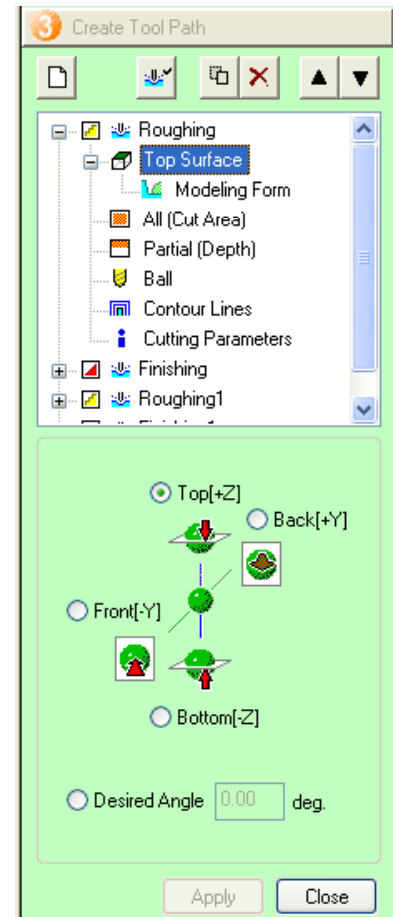 Create Tool Path
Roughing
Top Surface
Modeling Form
All (Cut Area)
Partial (Depth)
Ball
Contour Lines
Cutting Parameters
Finishing
Roughing1
Top[+Z]
Back[+Y]
Front[-Y]
Bottom[-Z]
Desired Angle 0.00 deg.
Apply Close